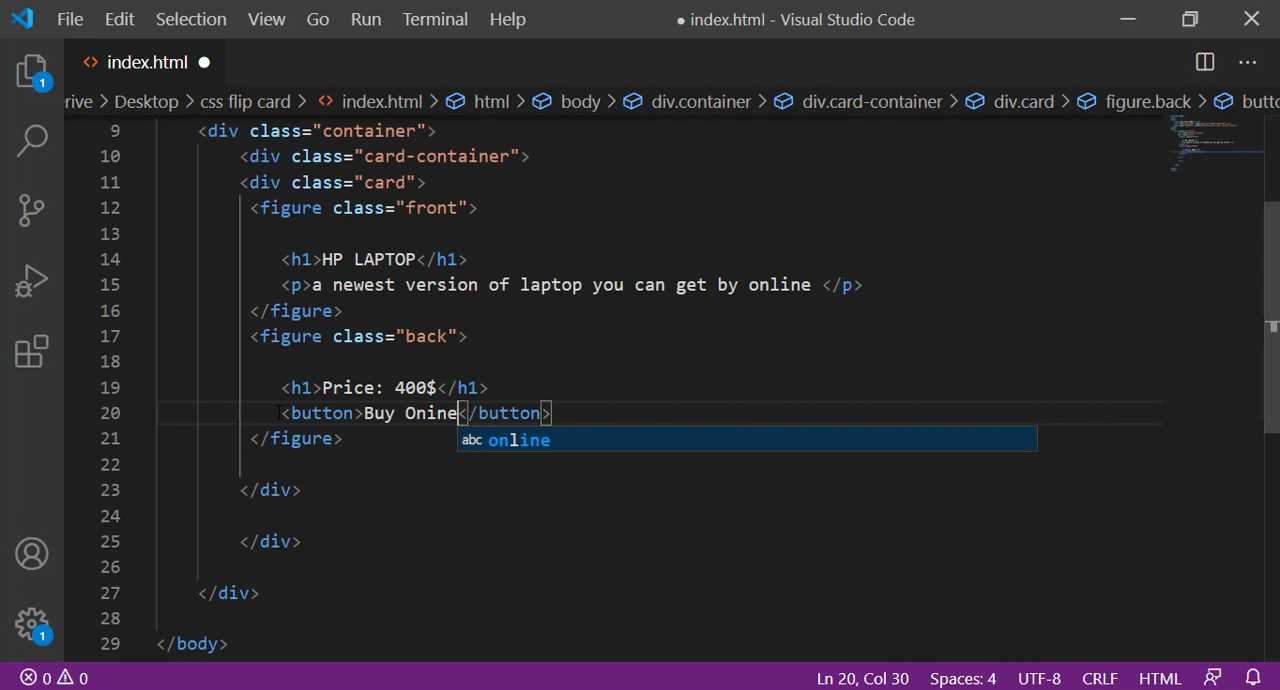 File Edit Selection View Go Run Terminal Help ● index.html - Visual Studio Code
index.html
rive > Desktop > css flip card > index.html > html > body > div.container > div.card-container > div.card > figure.back > butto
9 <div class="container">
10 <div class="card-container">
11 <div class="card">
12 <figure class="front">
13
14 <h1>HP LAPTOP</h1>
15 <p>a newest version of laptop you can get by online </p>
16 </figure>
17 <figure class="back">
18
19 <h1>Price: 400$</h1>
20 <button>Buy Onine</button>
abc online
21 </figure>
22
23 </div>
24
25 </div>
26
27 </div>
28
29 </body>
1
1
0 0 Ln 20, Col 30 Spaces: 4 UTF-8 CRLF HTML